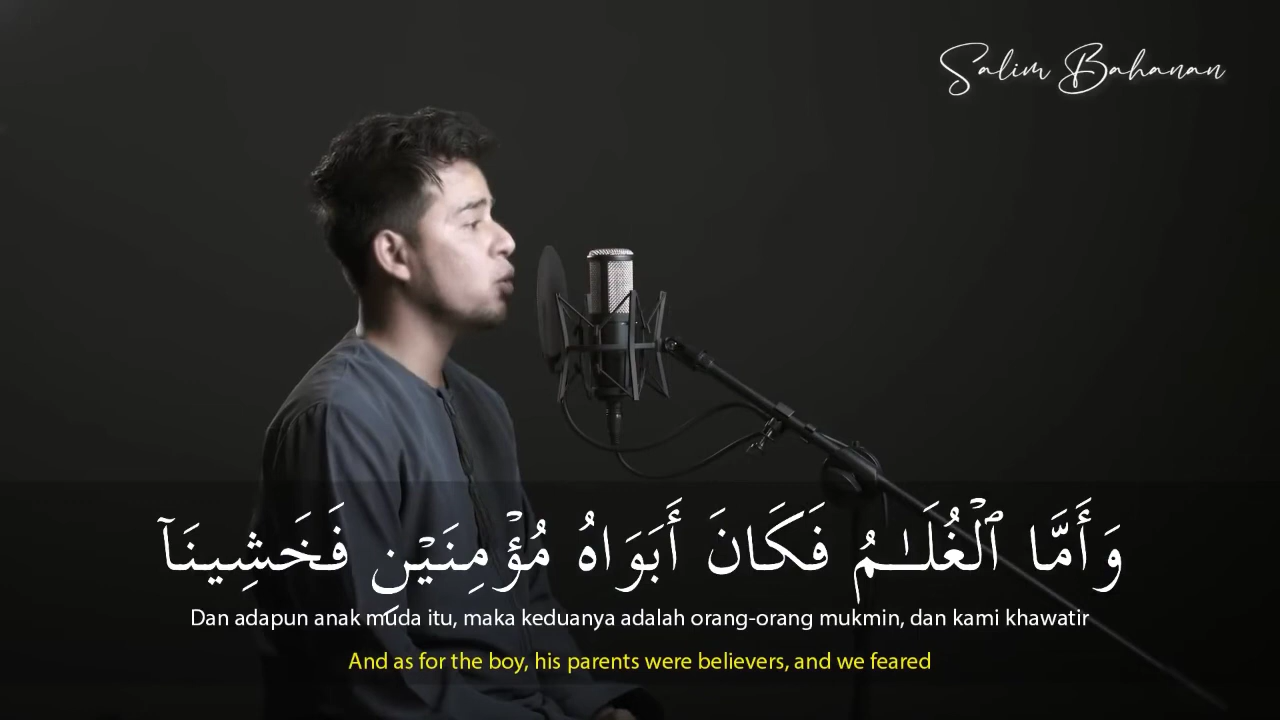 Salim Bahanan
وَأَمَّا ٱلْغُلَـٰمُ فَكَانَ أَبَوَاهُ مُؤْمِنَيْنِ فَخَشِينَآ
Dan adapun anak muda itu, maka keduanya adalah orang-orang mukmin, dan kami khawatir
And as for the boy, his parents were believers, and we feared